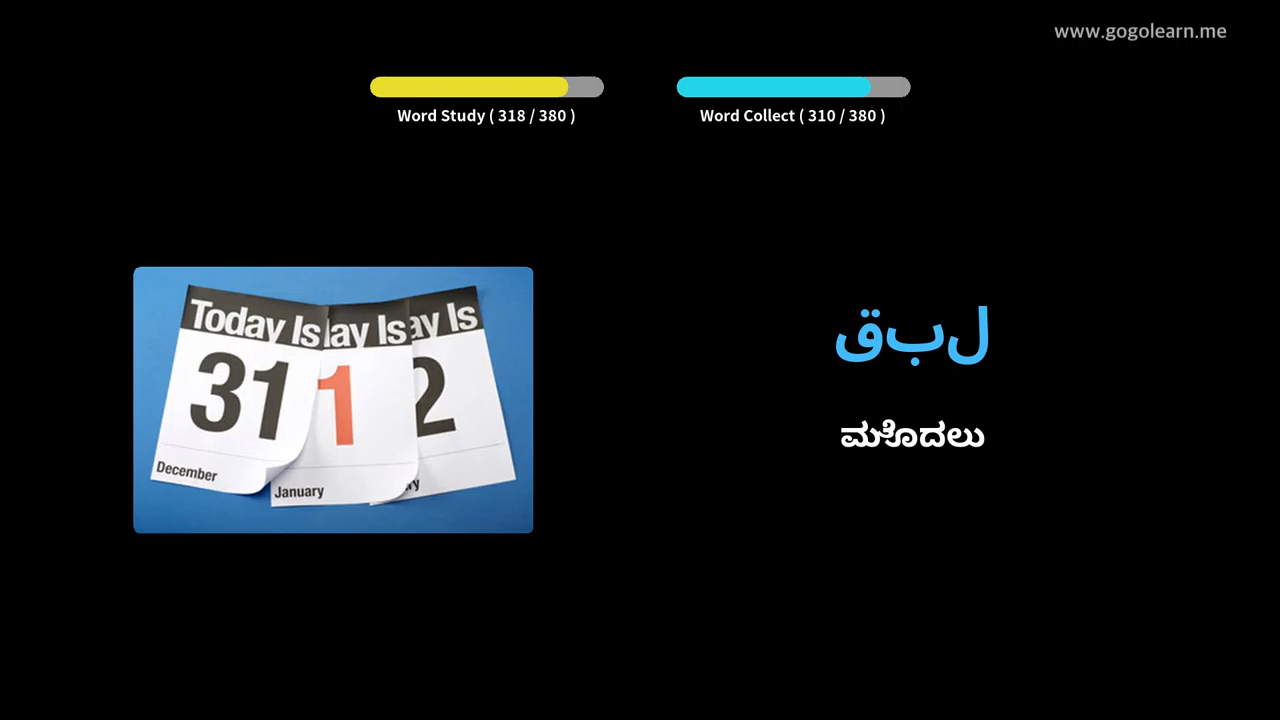 www.gogolearn.me
Word Study ( 318 / 380 )
Word Collect ( 310 / 380 )
Today Is
ay Is
ay Is
31
1
2
December
January
ry
قبل
ಮೊದಲು